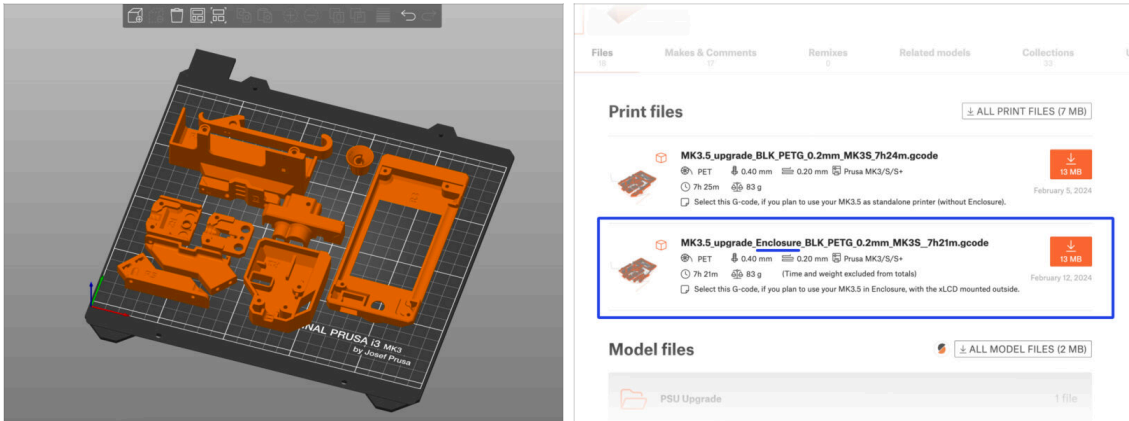 NAL PRUSA i3 MK3
by Josef Prusa
Files
Makes & Comments
Remixes
Related models
Collections
18
17
0
Print files
ALL PRINT FILES (7 MB)
MK3.5_upgrade_BLK_PETG_0.2mm_MK3S_7h24m.gcode
PET 0.40 mm 0.20 mm Prusa MK3/S/S+
7h 25m 83 g
Select this G-code, if you plan to use your MK3.5 as standalone printer (without Enclosure).
13 MB
February 5, 2024
MK3.5_upgrade_Enclosure_BLK_PETG_0.2mm_MK3S_7h21m.gcode
PET 0.40 mm 0.20 mm Prusa MK3/S/S+
7h 21m 83 g (Time and weight excluded from totals)
Select this G-code, if you plan to use your MK3.5 in Enclosure, with the xLCD mounted outside.
13 MB
February 12, 2024
Model files
ALL MODEL FILES (2 MB)
PSU Upgrade
1 file